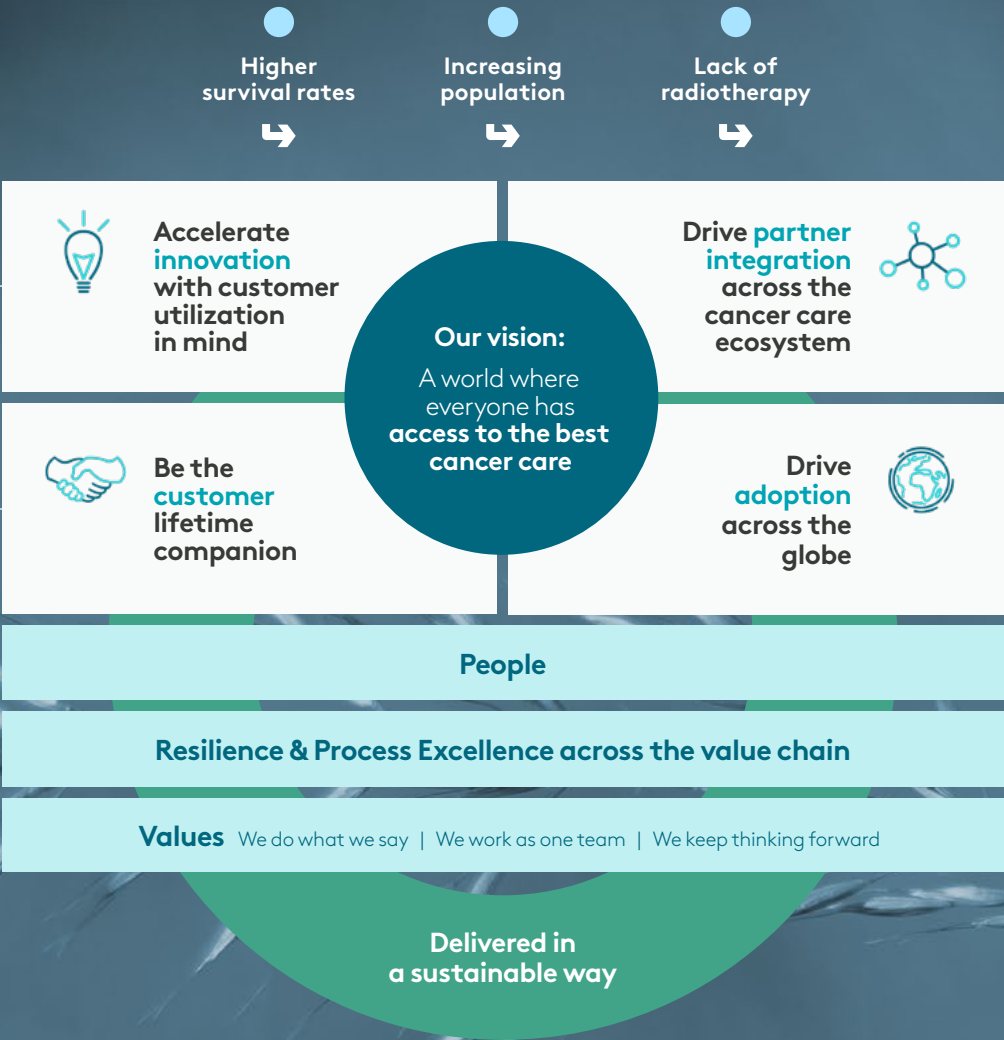 Higher
survival rates
Increasing
population
Lack of
radiotherapy
Accelerate
innovation
with customer
utilization
in mind
Drive partner
integration
across the
cancer care
ecosystem
Our vision:
A world where
everyone has
access to the best
cancer care
Be the
customer
lifetime
companion
Drive
adoption
across the
globe
People
Resilience & Process Excellence across the value chain
Values We do what we say | We work as one team | We keep thinking forward
Delivered in
a sustainable way